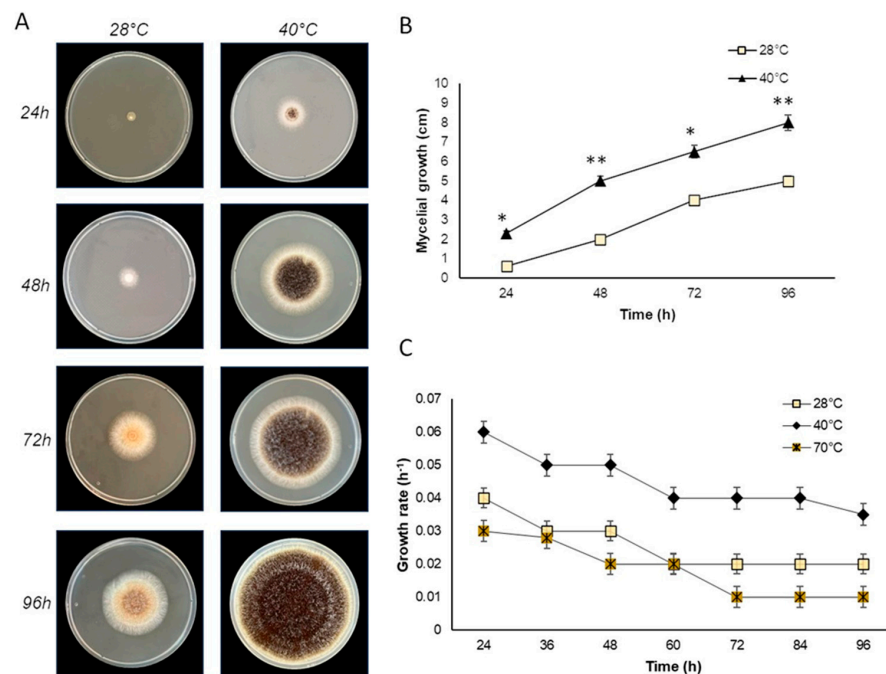 A
28°C 40°C
24h
48h
72h
96h
B
28°C
40°C
Mycelial growth (cm)
10
9
8
7
6
5
4
3
2
1
0
*
**
*
**
24 48 72 96
Time (h)
C
28°C
40°C
70°C
Growth rate (h⁻¹)
0.07
0.06
0.05
0.04
0.03
0.02
0.01
0
24 36 48 60 72 84 96
Time (h)